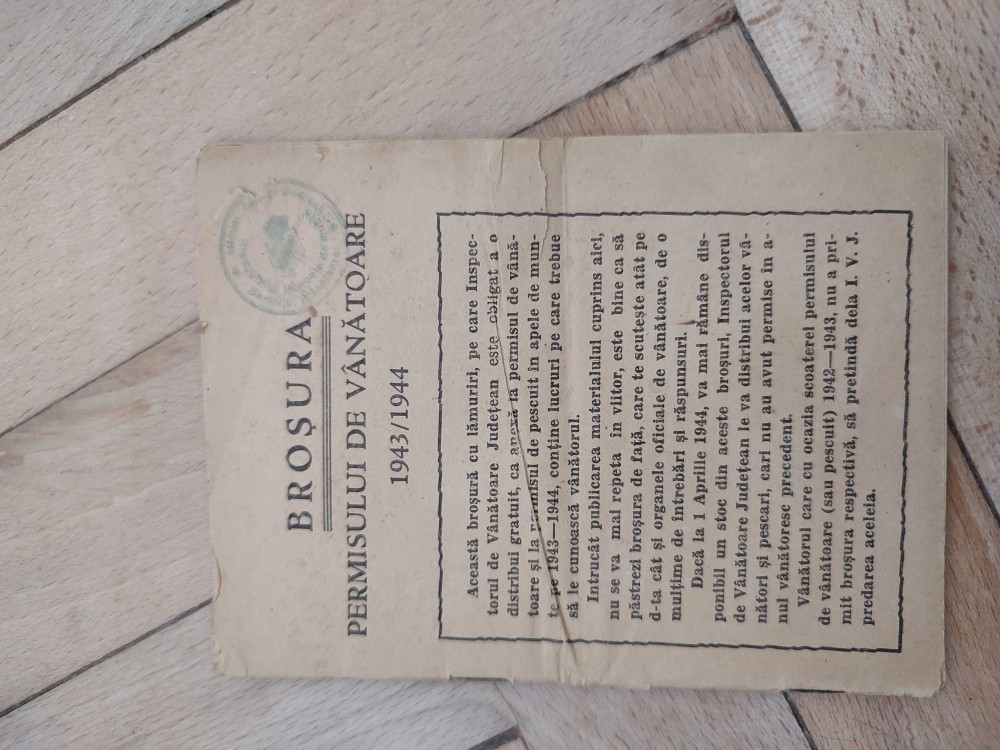 BROȘURA
PERMISULUI DE VÂNĂTOARE
1943/1944
Această broșură cu lămuriri, pe care Inspec-
torul de Vânătoare Județean este obligat a o
distribui gratuit, ca anexă la permisul de vână-
toare și la permisul de pescuit în apele de mun-
te pe 1943—1944, conține lucruri pe care trebue
să le cunoască vânătorul.
Intrucât publicarea materialului cuprins aici,
nu se va mai repeta în viitor, este bine ca să
păstrezi broșura de față, care te scutește atât pe
d-ta cât și organele oficiale de vânătoare, de o
mulțime de întrebări și răspunsuri.
Dacă la 1 Aprilie 1944, va mai rămâne dis-
ponibil un stoc din aceste broșuri, Inspectorul
de Vânătoare Județean le va distribui acelor vâ-
nători și pescari, cari nu au avut permise în a-
nul vânătoresc precedent.
Vânătorul care cu ocazia scoaterei permisului
de vânătoare (sau pescuit) 1942—1943, nu a pri-
mit broșura respectivă, să pretindă dela I. V. J.
predarea aceleia.